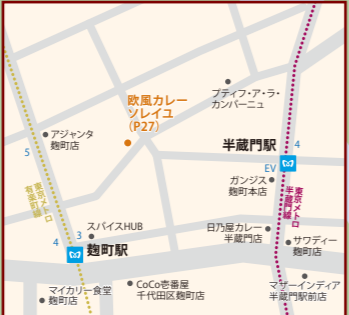 欧風カレー
ソレイユ
(P27)
プティフ・ア・ラ・
カンパーニュ
アジャンタ
麹町店
5
東京メトロ
有楽町線
半蔵門駅
4
EV
ガンジス
麹町本店
東京メトロ
半蔵門線
スパイスHUB
3
4
麹町駅
日乃屋カレー
半蔵門店
サワディー
麹町店
マイカリー食堂
麹町店
CoCo壱番屋
千代田区麹町店
マザーインディア
半蔵門駅前店